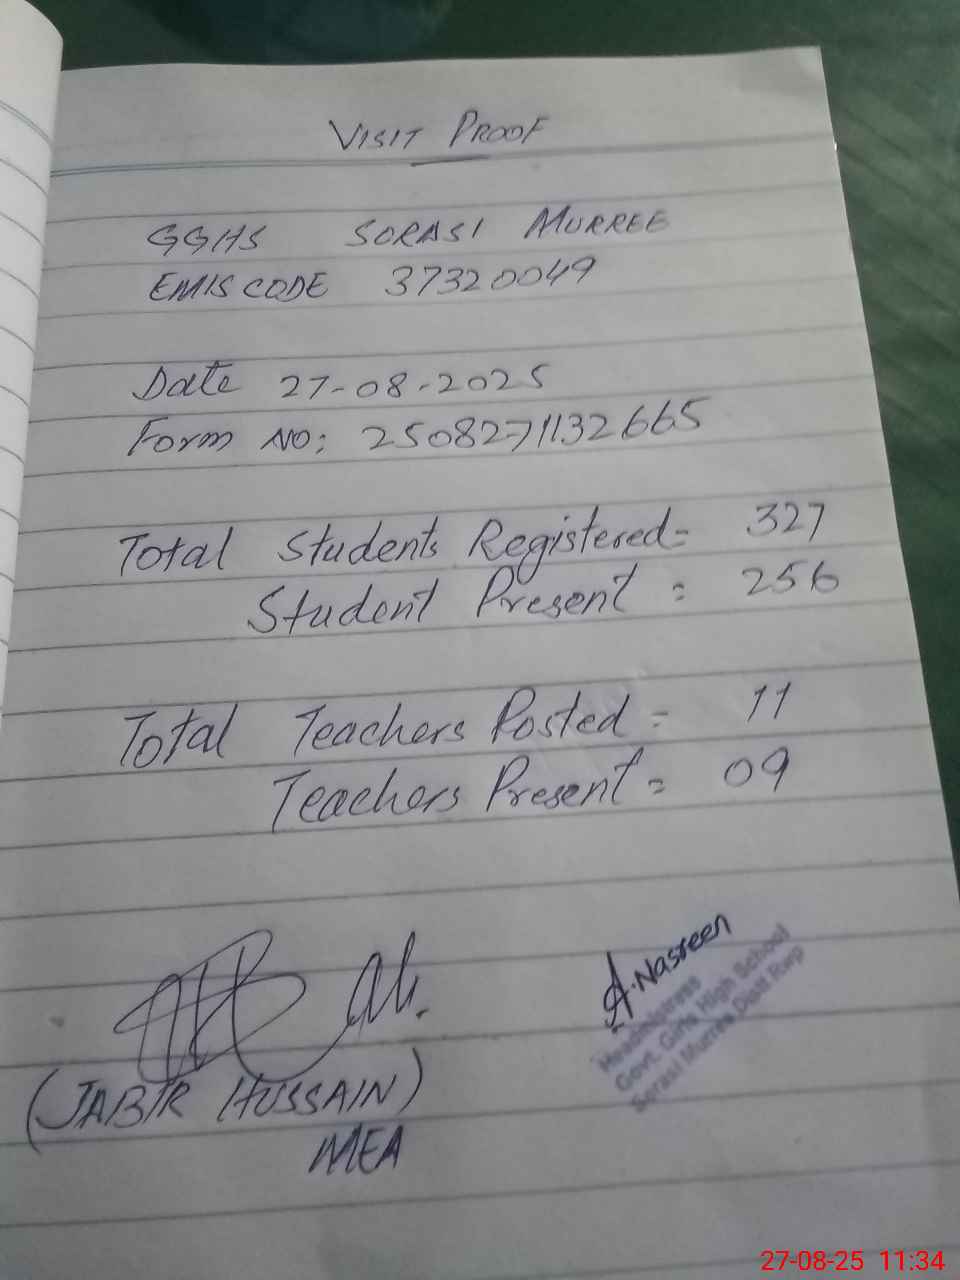 VISIT PROOF
GGHS SORASI MURREE
EMIS CODE 37320049
Date 27-08-2025
Form NO: 2508271132665
Total Students Registered= 327
Student Present = 256
Total Teachers Posted = 11
Teachers Present = 09
A.Nasreen
Headmistress
Govt. Girls High School
Sorasi Murree Distt Rwp
(JABIR HUSSAIN)
MEA
27-08-25 11:34